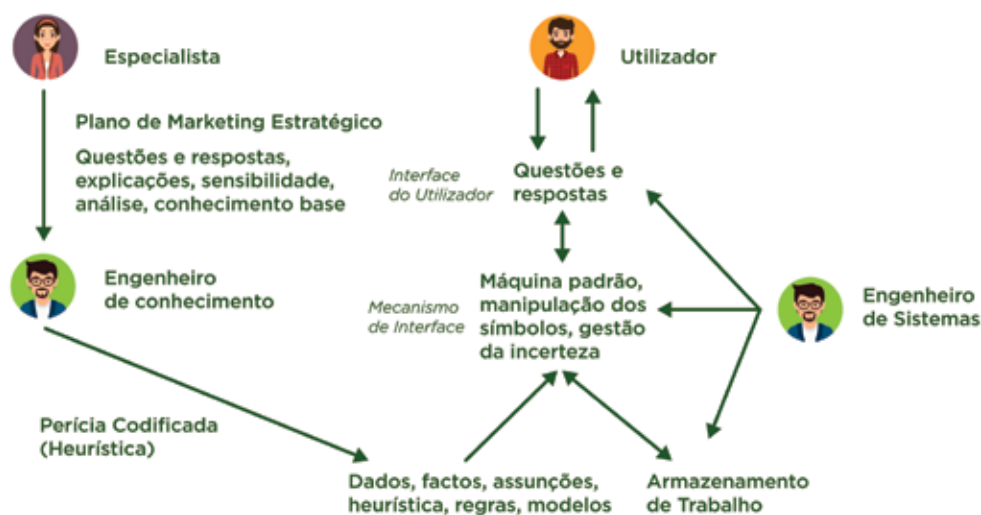 Especialista
Utilizador
Plano de Marketing Estratégico
Questões e respostas,
explicações, sensibilidade,
análise, conhecimento base
Interface
do Utilizador
Questões e
respostas
Engenheiro
de conhecimento
Mecanismo
de Interface
Máquina padrão,
manipulação dos
símbolos, gestão
da incerteza
Engenheiro
de Sistemas
Perícia Codificada
(Heurística)
Dados, factos, assunções,
heurística, regras, modelos
Armazenamento
de Trabalho